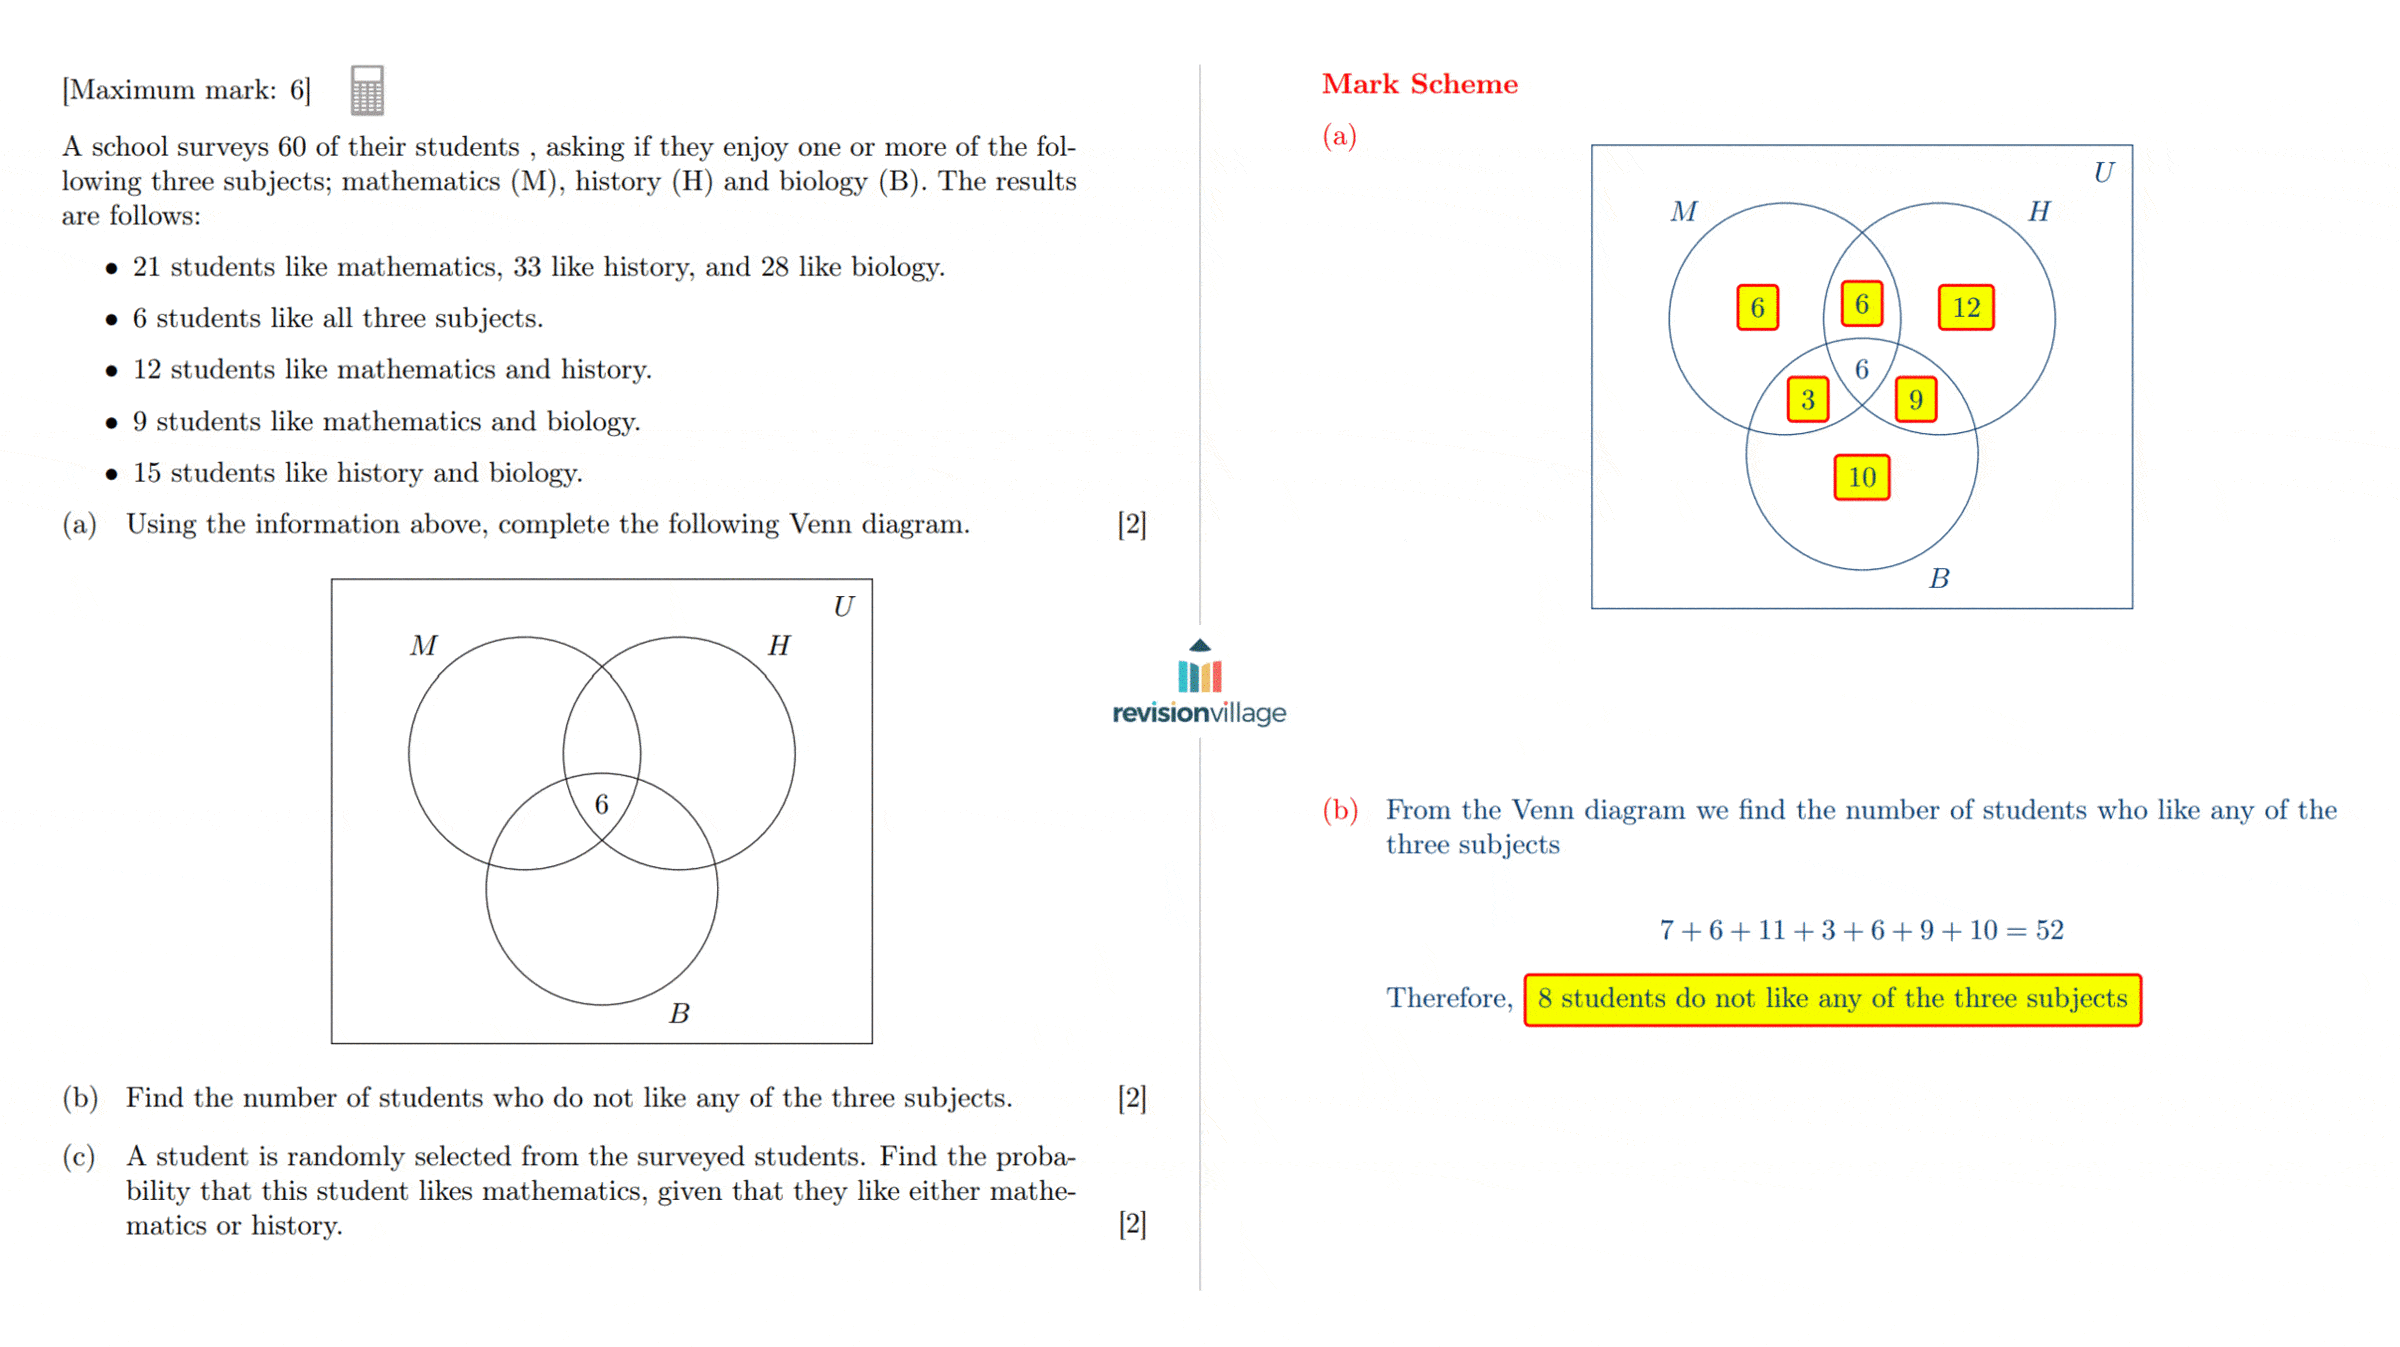 [Maximum mark: 6]
A school surveys 60 of their students , asking if they enjoy one or more of the fol-
lowing three subjects; mathematics (M), history (H) and biology (B). The results
are follows:
• 21 students like mathematics, 33 like history, and 28 like biology.
• 6 students like all three subjects.
• 12 students like mathematics and history.
• 9 students like mathematics and biology.
• 15 students like history and biology.
(a) Using the information above, complete the following Venn diagram. [2]
U
M H
6
B
(b) Find the number of students who do not like any of the three subjects. [2]
(c) A student is randomly selected from the surveyed students. Find the proba-
bility that this student likes mathematics, given that they like either mathe-
matics or history. [2]
revisionvillage
Mark Scheme
(a)
U
M H
6 6 12
6
3 9
10
B
(b) From the Venn diagram we find the number of students who like any of the
three subjects
7 + 6 + 11 + 3 + 6 + 9 + 10 = 52
Therefore, 8 students do not like any of the three subjects